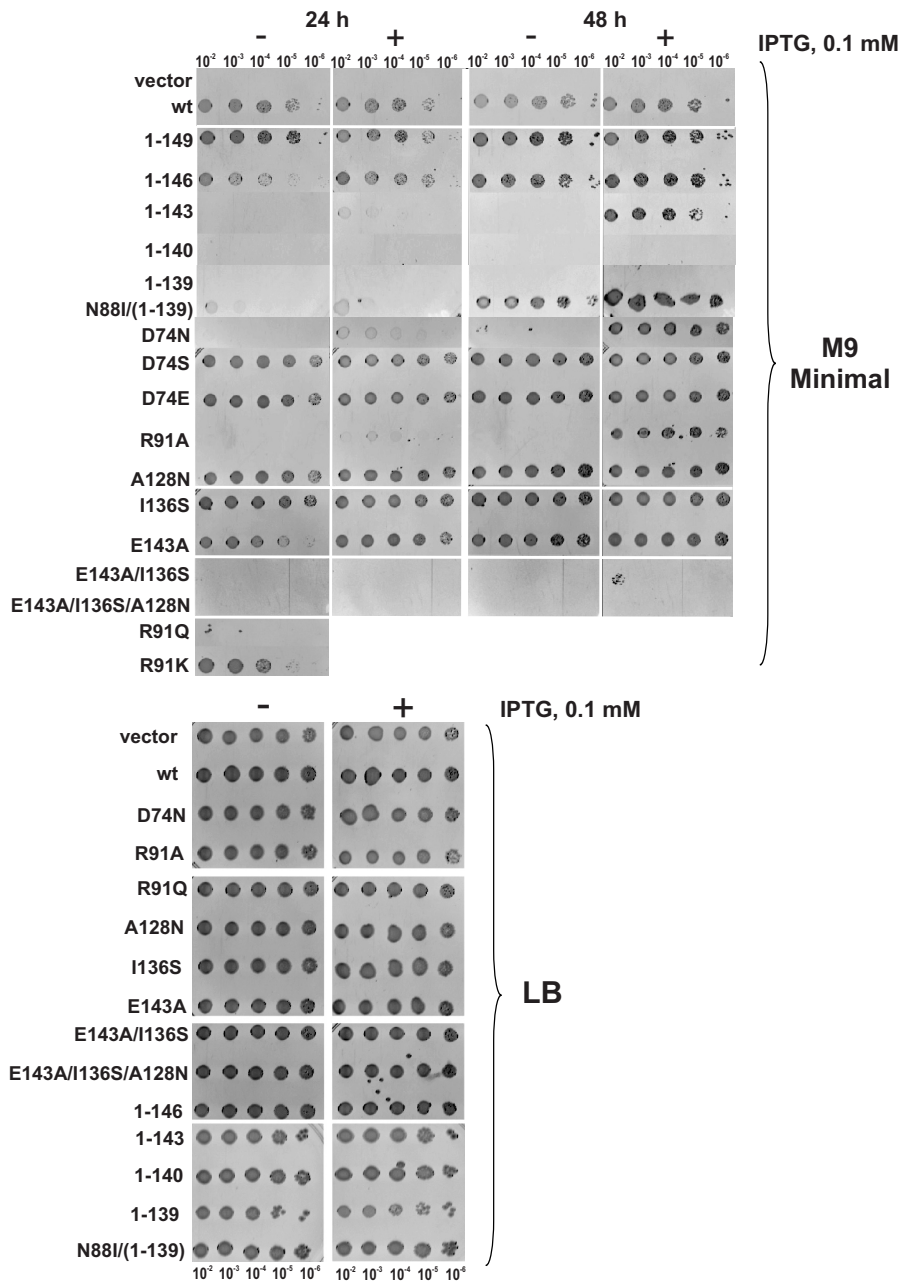 24 h 48 h
- + - + IPTG, 0.1 mM
10-2 10-3 10-4 10-5 10-6 10-2 10-3 10-4 10-5 10-6 10-2 10-3 10-4 10-5 10-6 10-2 10-3 10-4 10-5 10-6
vector
wt
1-149
1-146
1-143
1-140
1-139
N88I/(1-139)
D74N
D74S
D74E
R91A
A128N
I136S
E143A
E143A/I136S
E143A/I136S/A128N
R91Q
R91K
M9
Minimal
- + IPTG, 0.1 mM
vector
wt
D74N
R91A
R91Q
A128N
I136S
E143A
E143A/I136S
E143A/I136S/A128N
1-146
1-143
1-140
1-139
N88I/(1-139)
LB
10-2 10-3 10-4 10-5 10-6 10-2 10-3 10-4 10-5 10-6